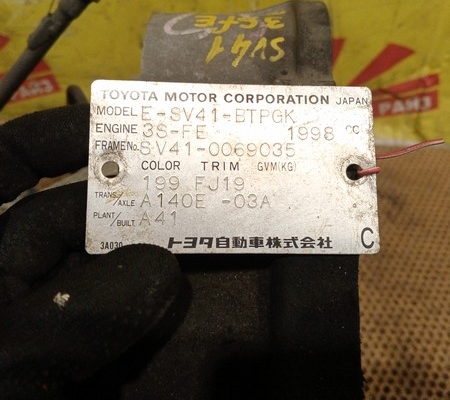 SV41
3SFE
TOYOTA MOTOR CORPORATION JAPAN
MODEL E-SV41-BTPGK
ENGINE 3S-FE 1998 CC
FRAME No. SV41-0069035
COLOR TRIM GVM(KG)
199 FJ19
TRANS./AXLE A140E -03A
PLANT/BUILT A41
3A030 トヨタ自動車株式会社 C